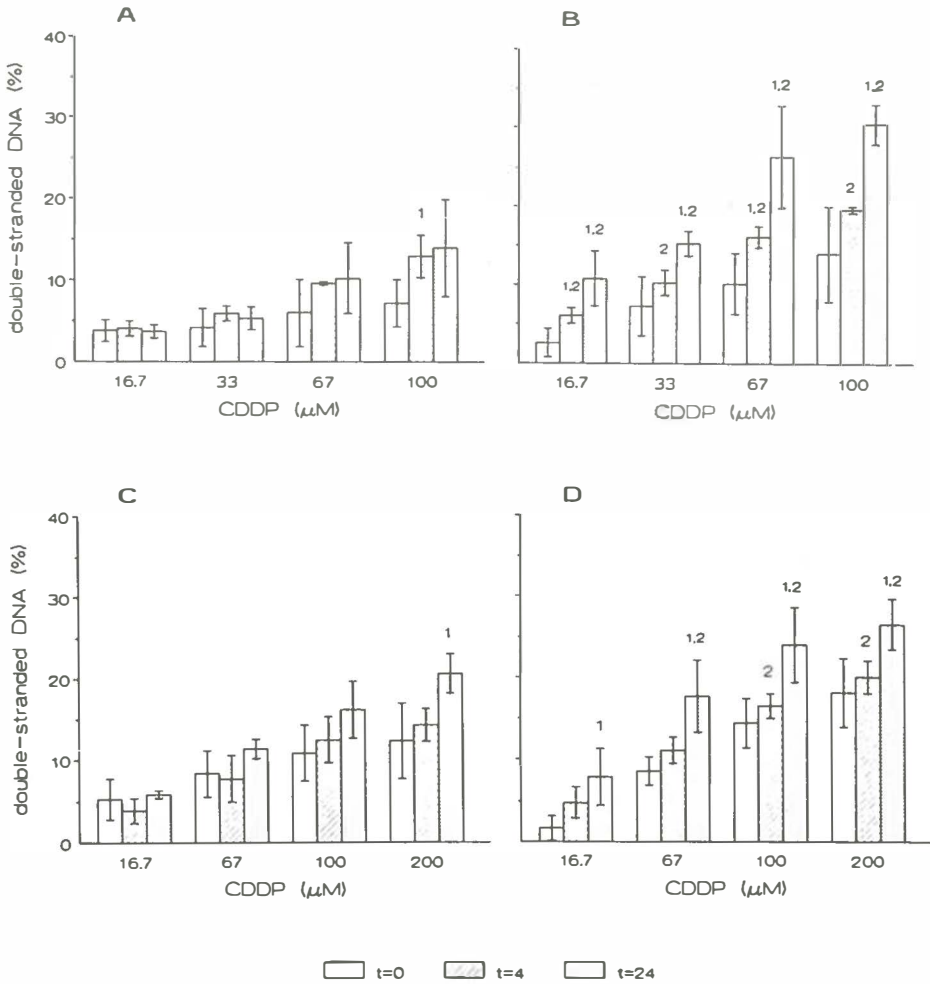 A
B
double-stranded DNA (%)
40
30
20
10
0
1
16.7 33 67 100
CDDP (μM)
1,2
1,2
2
1,2
1,2
1,2
2
1,2
16.7 33 67 100
CDDP (μM)
C
D
double-stranded DNA (%)
40
30
20
10
0
1
16.7 67 100 200
CDDP (μM)
1
1,2
2
1,2
2
1,2
16.7 67 100 200
CDDP (μM)
t=0 t=4 t=24